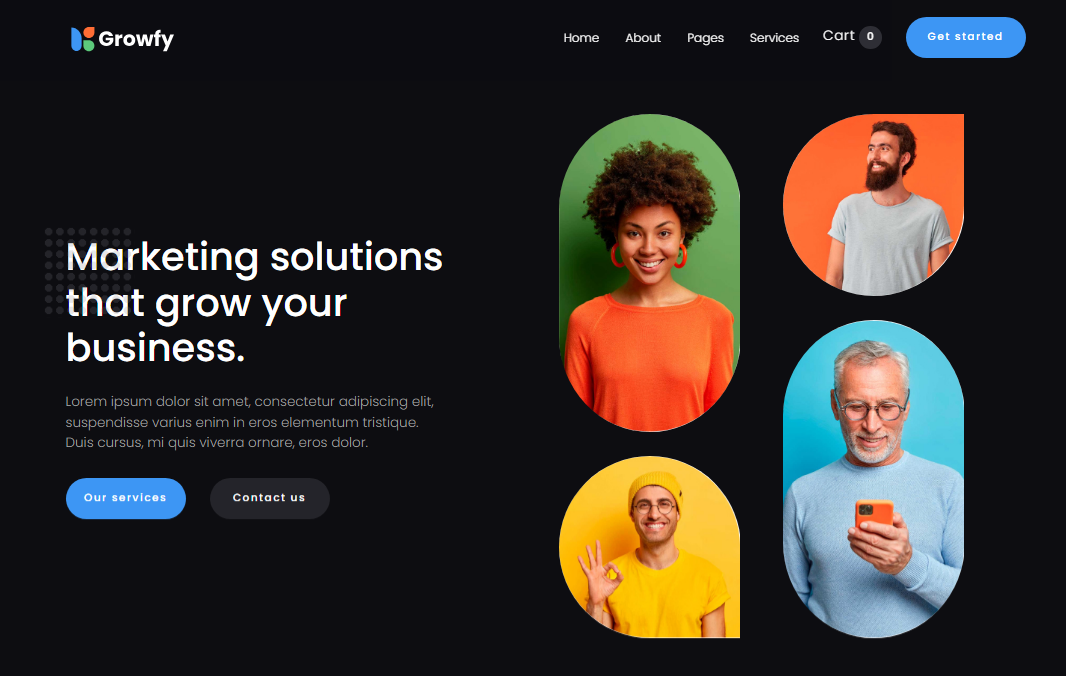 Growfy
Home About Pages Services Cart 0 Get started
Marketing solutions
that grow your
business.
Lorem ipsum dolor sit amet, consectetur adipiscing elit,
suspendisse varius enim in eros elementum tristique.
Duis cursus, mi quis viverra ornare, eros dolor.
Our services Contact us